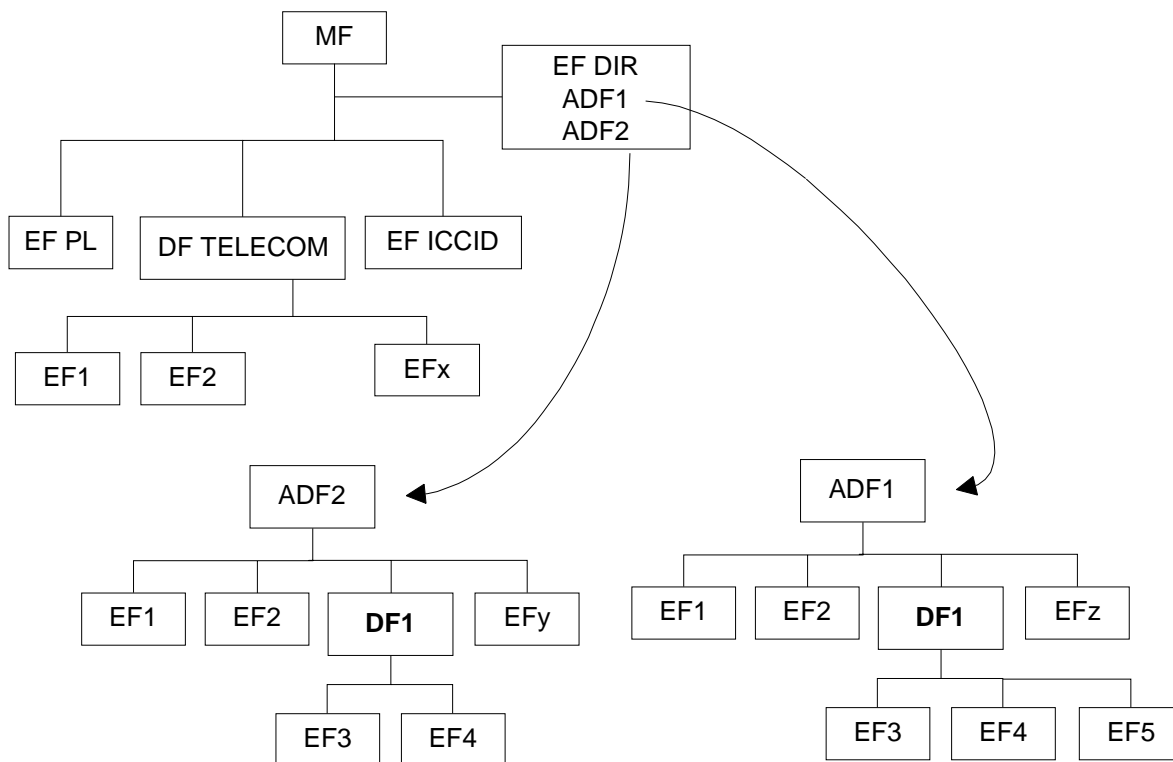 MF
EF DIR
ADF1
ADF2
EF PL
DF TELECOM
EF ICCID
EF1
EF2
EFx
ADF2
EF1
EF2
DF1
EFy
EF3
EF4
ADF1
EF1
EF2
DF1
EFz
EF3
EF4
EF5